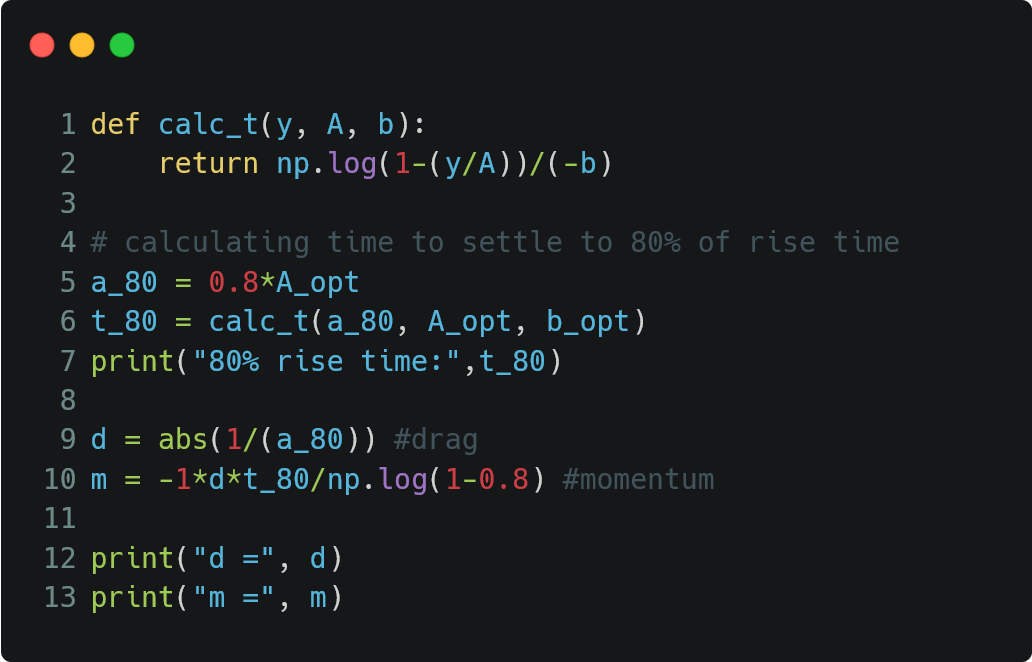 1 def calc_t(y, A, b):
2     return np.log(1-(y/A))/(-b)
3
4 # calculating time to settle to 80% of rise time
5 a_80 = 0.8*A_opt
6 t_80 = calc_t(a_80, A_opt, b_opt)
7 print("80% rise time:",t_80)
8
9 d = abs(1/(a_80)) #drag
10 m = -1*d*t_80/np.log(1-0.8) #momentum
11
12 print("d =", d)
13 print("m =", m)